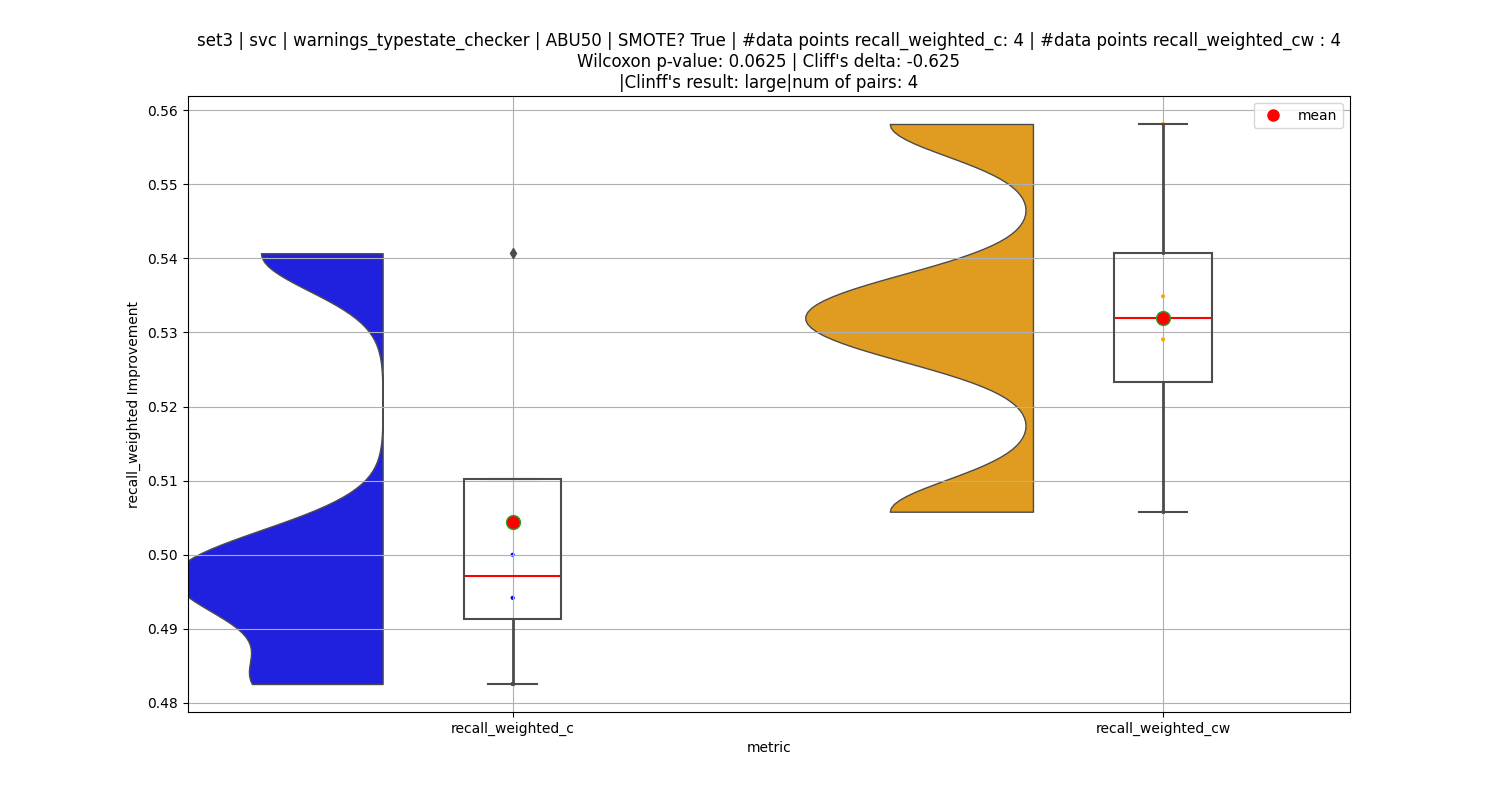 set3 | svc | warnings_typestate_checker | ABU50 | SMOTE? True | #data points recall_weighted_c: 4 | #data points recall_weighted_cw : 4
Wilcoxon p-value: 0.0625 | Cliff's delta: -0.625
|Clinff's result: large|num of pairs: 4
mean
0.56
0.55
0.54
0.53
0.52
0.51
0.50
0.49
0.48
recall_weighted Improvement
recall_weighted_c
recall_weighted_cw
metric